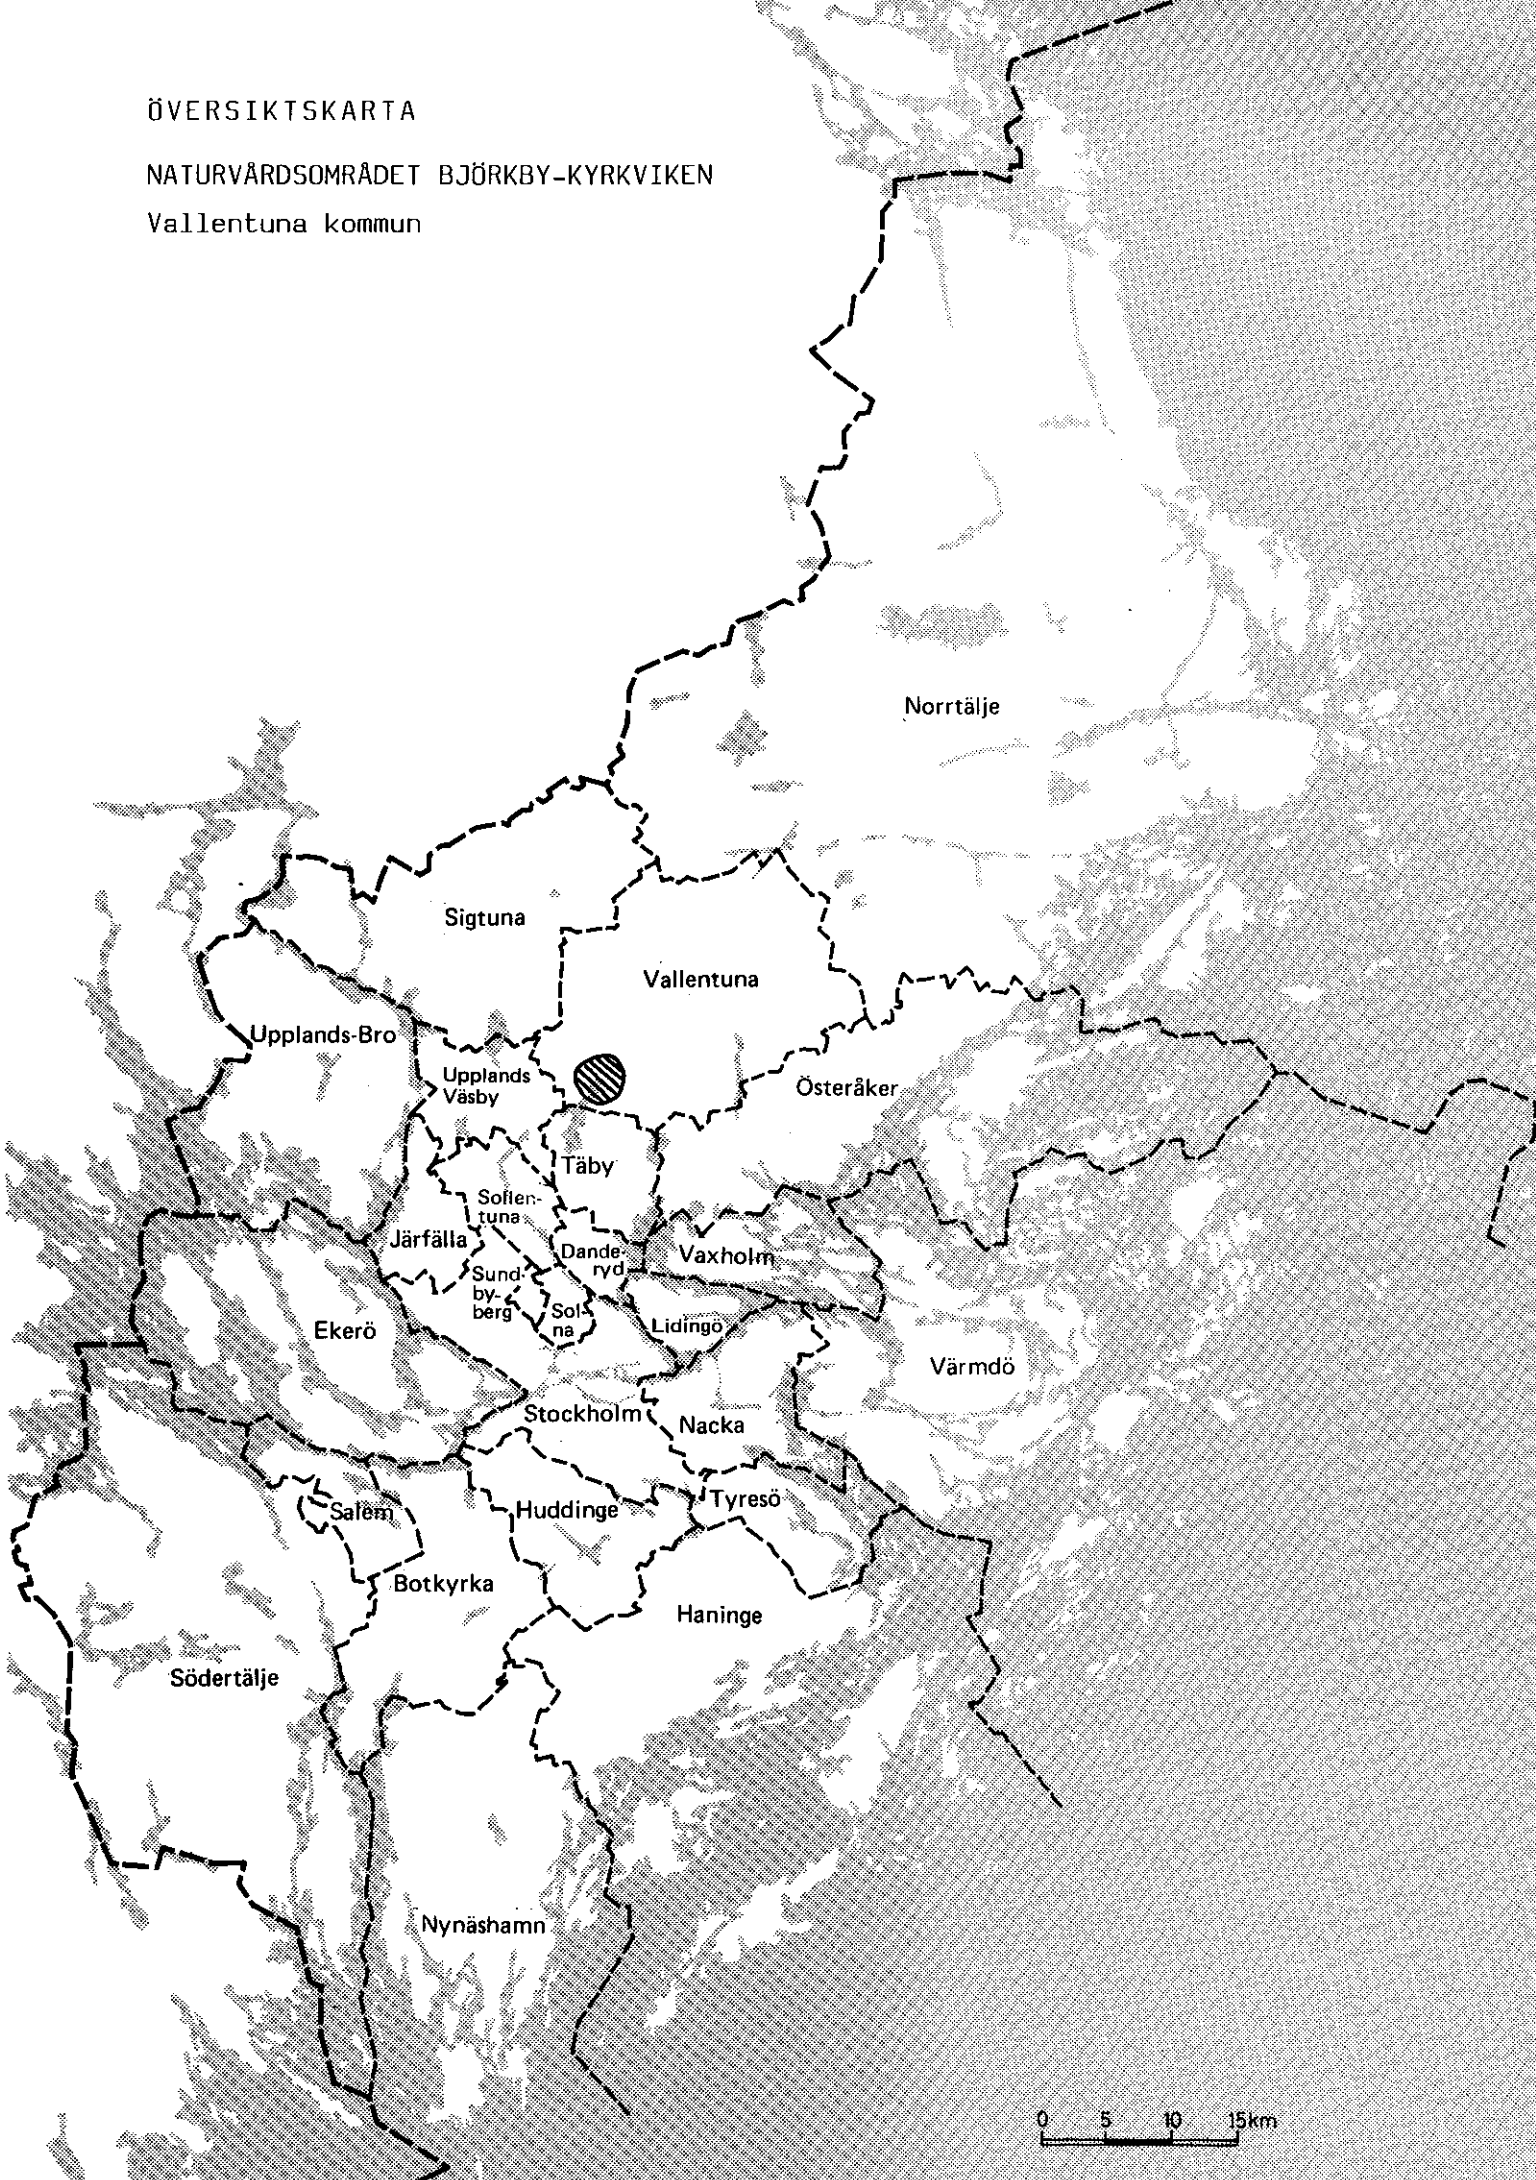 ÖVERSIKTSKARTA
NATURVÅRDSOMRÅDET BJÖRKBY-KYRKVIKEN
Vallentuna kommun
Norrtälje
Sigtuna
Vallentuna
Upplands-Bro
Upplands
Väsby
Österåker
Täby
Sollen-
tuna
Järfälla
Dande-
ryd
Vaxholm
Sund-
by-
berg
Sol-
na
Lidingö
Ekerö
Värmdö
Stockholm
Nacka
Salem
Huddinge
Tyresö
Botkyrka
Haninge
Södertälje
Nynäshamn
0 5 10 15km